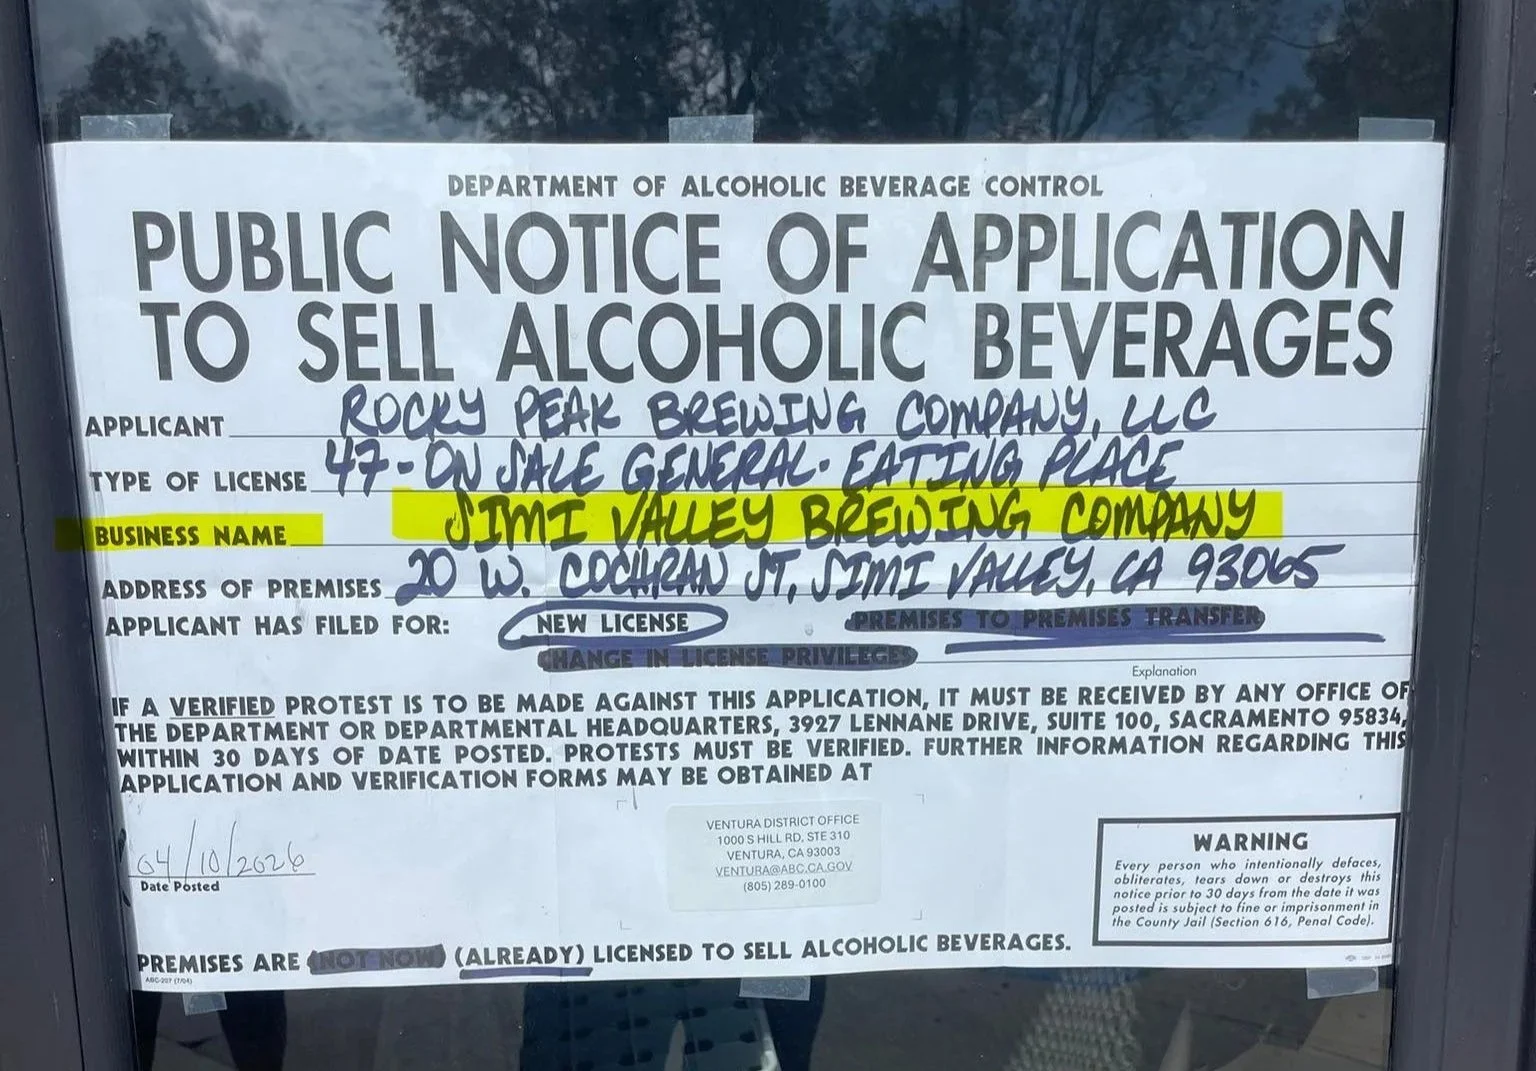 DEPARTMENT OF ALCOHOLIC BEVERAGE CONTROL
PUBLIC NOTICE OF APPLICATION
TO SELL ALCOHOLIC BEVERAGES
APPLICANT ROCKY PEAK BREWING COMPANY, LLC
TYPE OF LICENSE 47-ON SALE GENERAL- EATING PLACE
BUSINESS NAME SIMI VALLEY BREWING COMPANY
ADDRESS OF PREMISES 20 W. COCHRAN ST, SIMI VALLEY, CA 93065
APPLICANT HAS FILED FOR: NEW LICENSE PREMISES TO PREMISES TRANSFER
CHANGE IN LICENSE PRIVILEGES
Explanation
IF A VERIFIED PROTEST IS TO BE MADE AGAINST THIS APPLICATION, IT MUST BE RECEIVED BY ANY OFFICE OF
THE DEPARTMENT OR DEPARTMENTAL HEADQUARTERS, 3927 LENNANE DRIVE, SUITE 100, SACRAMENTO 95834,
WITHIN 30 DAYS OF DATE POSTED. PROTESTS MUST BE VERIFIED. FURTHER INFORMATION REGARDING THIS
APPLICATION AND VERIFICATION FORMS MAY BE OBTAINED AT
VENTURA DISTRICT OFFICE
1000 S HILL RD, STE 310
VENTURA, CA 93003
VENTURA@ABC.CA.GOV
(805) 289-0100
04/10/2026
Date Posted
WARNING
Every person who intentionally defaces,
obliterates, tears down or destroys this
notice prior to 30 days from the date it was
posted is subject to fine or imprisonment in
the County Jail (Section 616, Penal Code).
PREMISES ARE (NOT NOW) (ALREADY) LICENSED TO SELL ALCOHOLIC BEVERAGES.
ABC-207 (7/04)